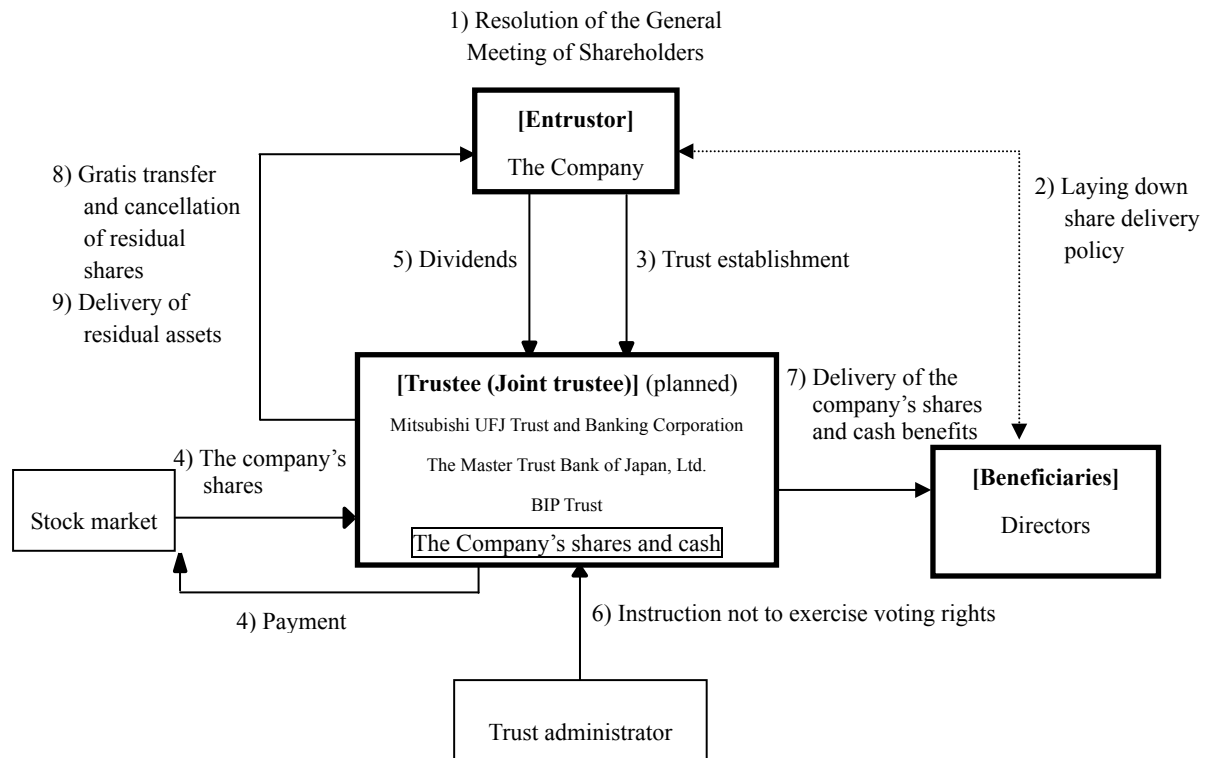 1) Resolution of the General
Meeting of Shareholders
[Entrustor]
The Company
8) Gratis transfer
and cancellation
of residual
shares
9) Delivery of
residual assets
2) Laying down
share delivery
policy
5) Dividends
3) Trust establishment
[Trustee (Joint trustee)] (planned)
Mitsubishi UFJ Trust and Banking Corporation
The Master Trust Bank of Japan, Ltd.
BIP Trust
The Company’s shares and cash
7) Delivery of the
company’s shares
and cash benefits
4) The company’s
shares
Stock market
[Beneficiaries]
Directors
4) Payment
6) Instruction not to exercise voting rights
Trust administrator